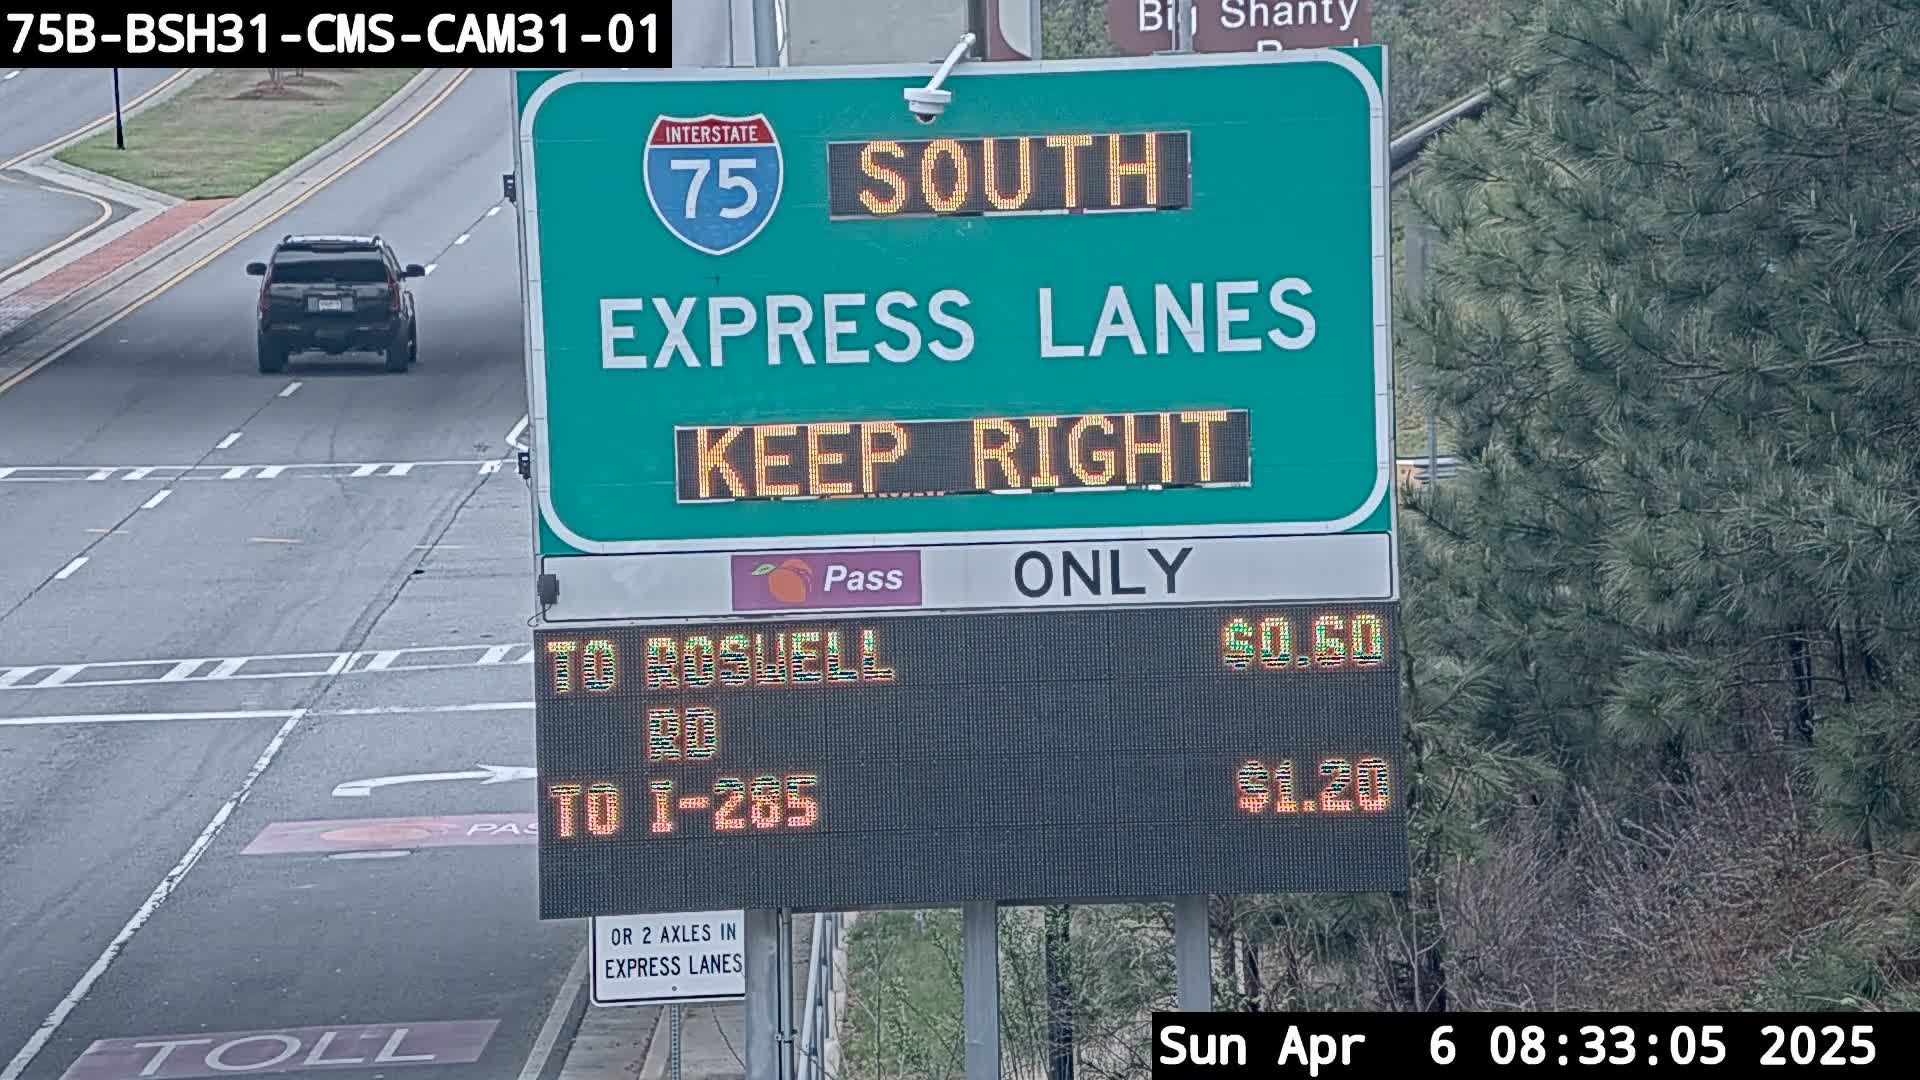 75B-BSH31-CMS-CAM31-01
Big Shanty
Road
INTERSTATE
75
SOUTH
EXPRESS LANES
KEEP RIGHT
Pass ONLY
TO ROSWELL $0.60
RD
TO I-285 $1.20
OR 2 AXLES IN
EXPRESS LANES
TOLL
Sun Apr 6 08:33:05 2025